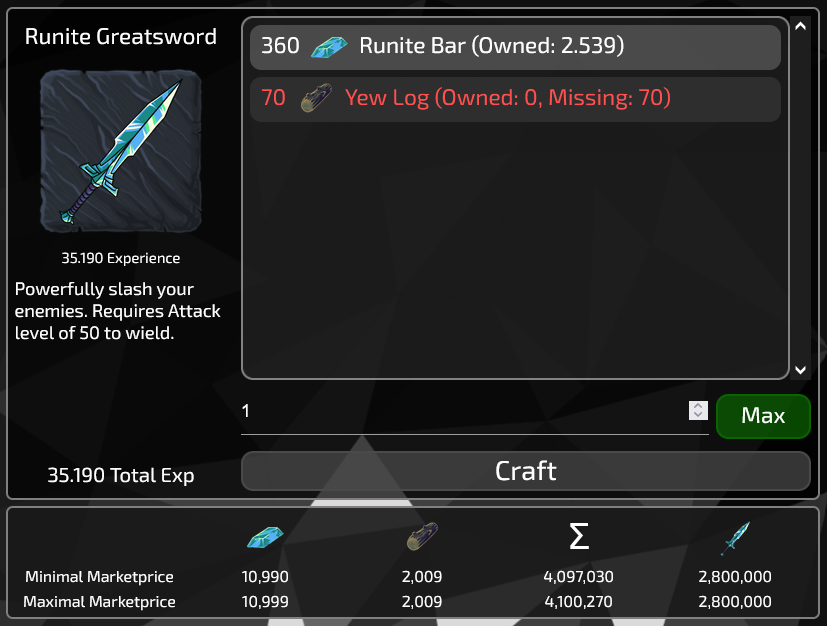 Runite Greatsword
35.190 Experience
Powerfully slash your
enemies. Requires Attack
level of 50 to wield.
360 Runite Bar (Owned: 2.539)
70 Yew Log (Owned: 0, Missing: 70)
1
Max
35.190 Total Exp
Craft
Σ
Minimal Marketprice 10,990 2,009 4,097,030 2,800,000
Maximal Marketprice 10,999 2,009 4,100,270 2,800,000